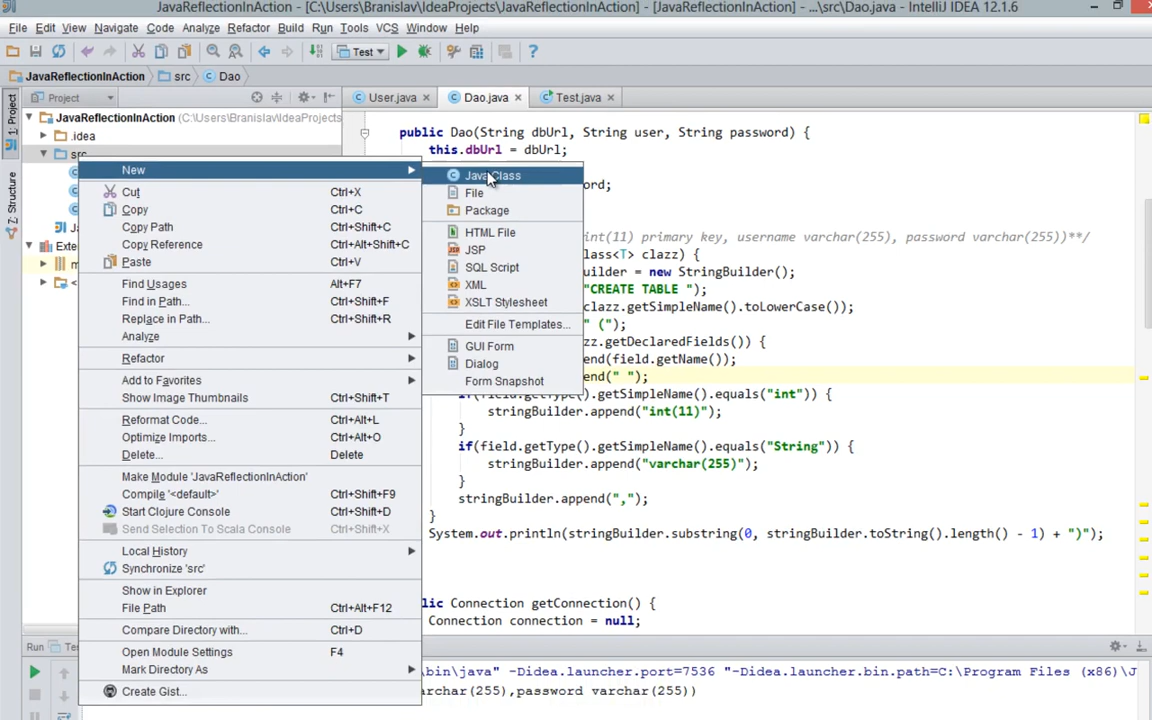 JavaReflectionInAction - [C:\Users\Branislav\IdeaProjects\JavaReflectionInAction] - [JavaReflectionInAction] - ...\src\Dao.java - IntelliJ IDEA 12.1.6
File Edit View Navigate Code Analyze Refactor Build Run Tools VCS Window Help
Test
JavaReflectionInAction src Dao
1: Project
7: Structure
Project
User.java Dao.java Test.java
JavaReflectionInAction (C:\Users\Branislav\IdeaProjects
.idea
src
New
Cut Ctrl+X
Copy Ctrl+C
Copy Path Ctrl+Shift+C
Copy Reference Ctrl+Alt+Shift+C
Paste Ctrl+V
Find Usages Alt+F7
Find in Path... Ctrl+Shift+F
Replace in Path... Ctrl+Shift+R
Analyze
Refactor
Add to Favorites
Show Image Thumbnails Ctrl+Shift+T
Reformat Code... Ctrl+Alt+L
Optimize Imports... Ctrl+Alt+O
Delete... Delete
Make Module 'JavaReflectionInAction'
Compile '<default>' Ctrl+Shift+F9
Start Clojure Console Ctrl+Shift+D
Send Selection To Scala Console Ctrl+Shift+X
Local History
Synchronize 'src'
Show in Explorer
File Path Ctrl+Alt+F12
Compare Directory with... Ctrl+D
Open Module Settings F4
Mark Directory As
Create Gist...
Java Class
File
Package
HTML File
JSP
SQL Script
XML
XSLT Stylesheet
Edit File Templates...
GUI Form
Dialog
Form Snapshot
public Dao(String dbUrl, String user, String password) {
this.dbUrl = dbUrl;
ord;
int(11) primary key, username varchar(255), password varchar(255))**/
lass<T> clazz) {
uilder = new StringBuilder();
"CREATE TABLE ");
clazz.getSimpleName().toLowerCase());
" (");
zz.getDeclaredFields()) {
end(field.getName());
end(" ");
if(field.getType().getSimpleName().equals("int")) {
stringBuilder.append("int(11)");
}
if(field.getType().getSimpleName().equals("String")) {
stringBuilder.append("varchar(255)");
}
stringBuilder.append(",");
}
System.out.println(stringBuilder.substring(0, stringBuilder.toString().length() - 1) + ")");
lic Connection getConnection() {
Connection connection = null;
Run
\bin\java" -Didea.launcher.port=7536 "-Didea.launcher.bin.path=C:\Program Files (x86)\J
archar(255),password varchar(255))